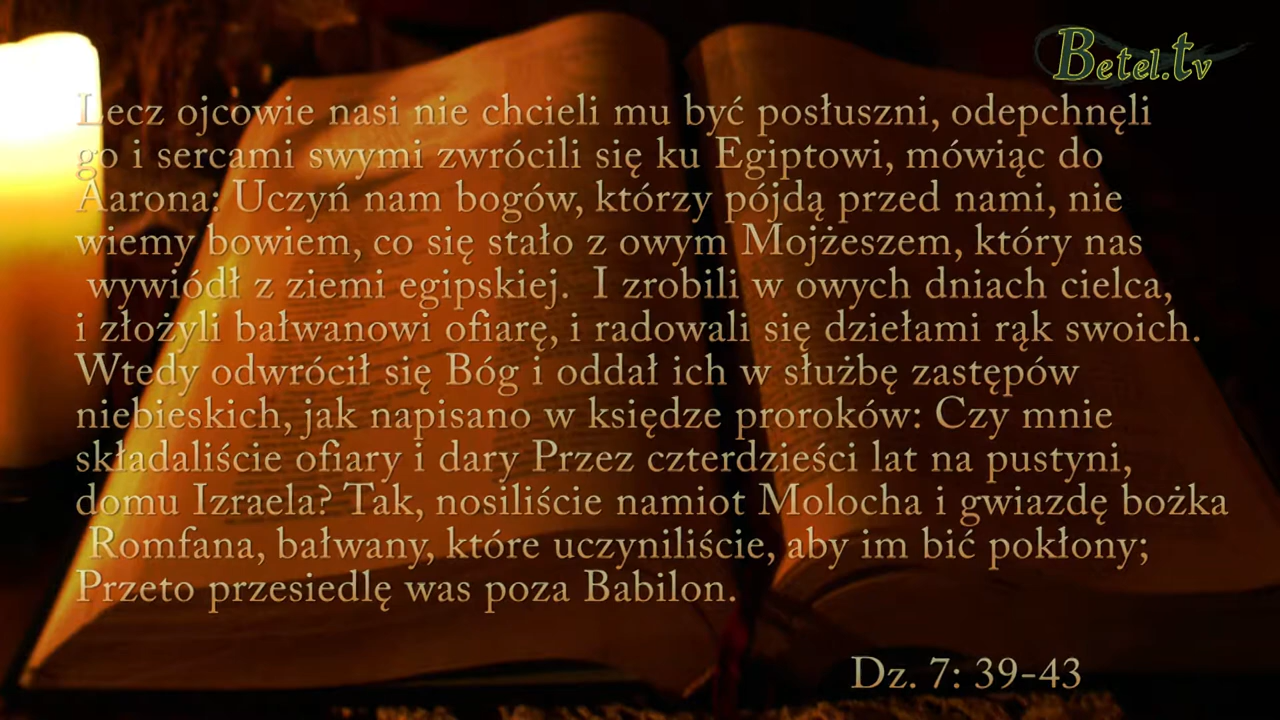 Betel.tv
Lecz ojcowie nasi nie chcieli mu być posłuszni, odepchnęli
go i sercami swymi zwrócili się ku Egiptowi, mówiąc do
Aarona: Uczyń nam bogów, którzy pójdą przed nami, nie
wiemy bowiem, co się stało z owym Mojżeszem, który nas
wywiódł z ziemi egipskiej.  I zrobili w owych dniach cielca,
i złożyli bałwanowi ofiarę, i radowali się dziełami rąk swoich.
Wtedy odwrócił się Bóg i oddał ich w służbę zastępów
niebieskich, jak napisano w księdze proroków: Czy mnie
składaliście ofiary i dary Przez czterdzieści lat na pustyni,
domu Izraela? Tak, nosiliście namiot Molocha i gwiazdę bożka
Romfana, bałwany, które uczyniliście, aby im bić pokłony;
Przeto przesiedlę was poza Babilon.
Dz. 7: 39-43